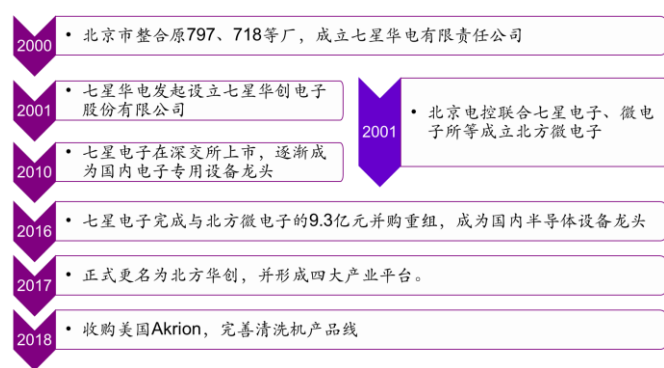 2000
• 北京市整合原797、718等厂，成立七星华电有限责任公司
2001
• 七星华电发起设立七星华创电子
股份有限公司
2001
• 北京电控联合七星电子、微电
子所等成立北方微电子
2010
• 七星电子在深交所上市，逐渐成
为国内电子专用设备龙头
2016
• 七星电子完成与北方微电子的9.3亿元并购重组，成为国内半导体设备龙头
2017
• 正式更名为北方华创，并形成四大产业平台。
2018
• 收购美国Akrion，完善清洗机产品线